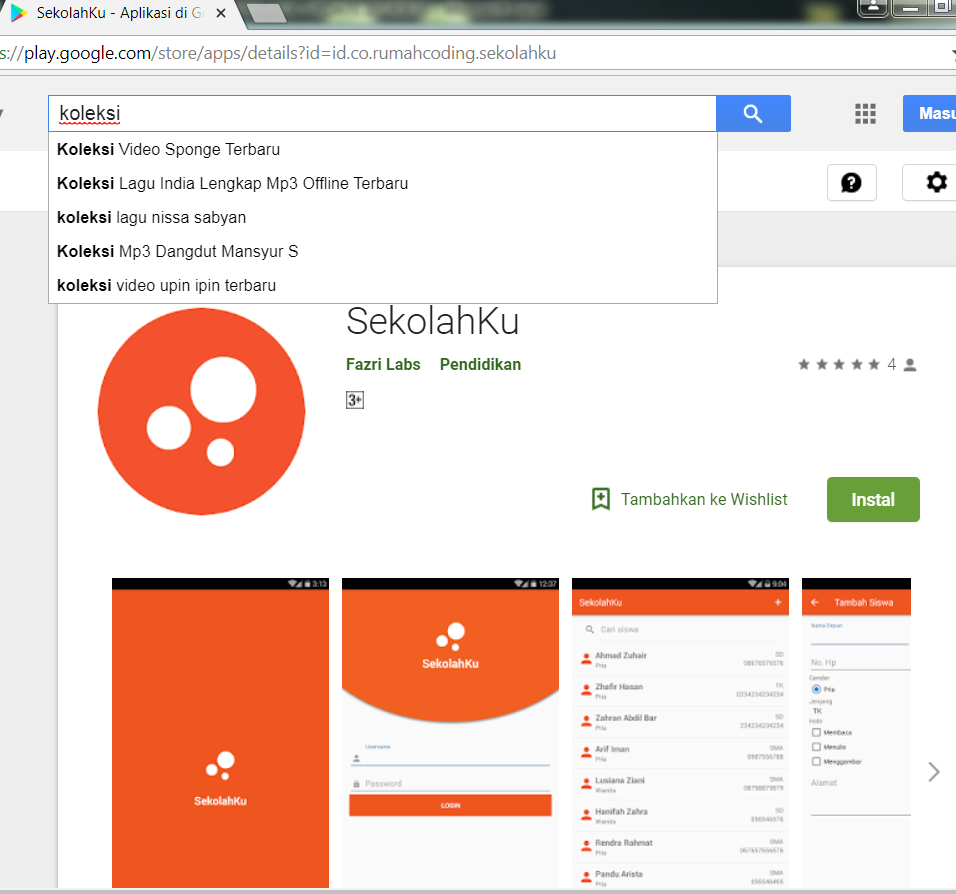 SekolahKu - Aplikasi di Go
s://play.google.com/store/apps/details?id=id.co.rumahcoding.sekolahku
koleksi
Masu
Koleksi Video Sponge Terbaru
Koleksi Lagu India Lengkap Mp3 Offline Terbaru
koleksi lagu nissa sabyan
Koleksi Mp3 Dangdut Mansyur S
koleksi video upin ipin terbaru
SekolahKu
Fazri Labs Pendidikan
4
3+
Tambahkan ke Wishlist
Instal
3:13
SekolahKu
12:37
SekolahKu
Username
Password
LOGIN
9:04
SekolahKu +
Cari siswa
Ahmad Zuhair SD
Pria 08676576576
Zhafir Hasan TK
Pria 0234234234234
Zahran Abdil Bar SD
Pria 234234234234
Arif Iman SMA
Pria 0987556788
Lusiana Ziani SMA
Wanita 08798879879
Hanifah Zahra SD
Wanita 056546576
Rendra Rahmat SMA
Pria 067657656576
Pandu Arista SMA
Pria 056546465
Tambah Siswa
Nama Depan
No. Hp
Gender
Pria
Jenjang
TK
Hobi
Membaca
Menulis
Menggambar
Alamat